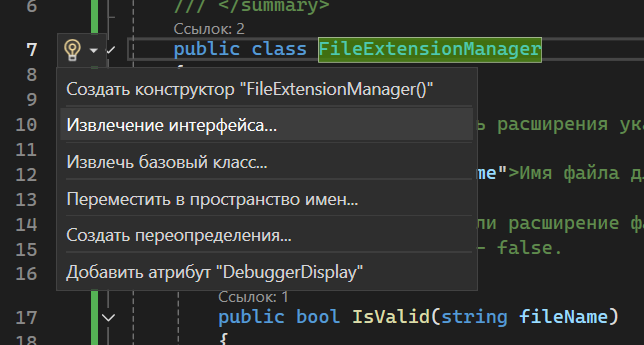 6 /// </summary>
Ссылок: 2
7 public class FileExtensionManager
8
Создать конструктор "FileExtensionManager()"
9
10 Извлечение интерфейса... ь расширения ука
11
Извлечь базовый класс...
12 me">Имя файла д
13 Переместить в пространство имен...
14 ли расширение ф
Создать переопределения...
15 — false.
16 Добавить атрибут "DebuggerDisplay"
Ссылок: 1
17 public bool IsValid(string fileName)
18 {